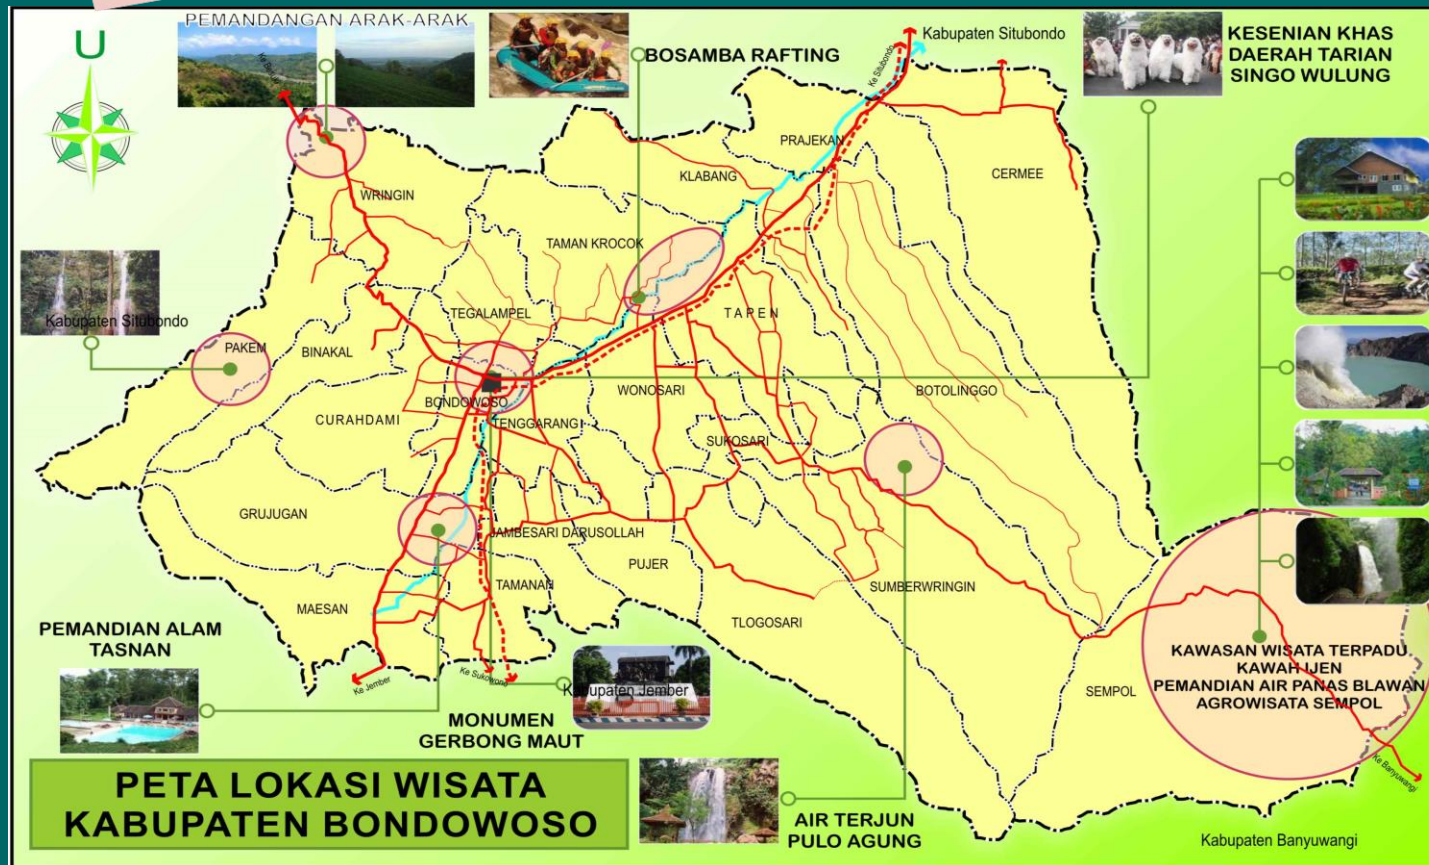 PEMANDANGAN ARAK-ARAK
U
BOSAMBA RAFTING
Kabupaten Situbondo
KESENIAN KHAS
DAERAH TARIAN
SINGO WULUNG
Ke Situbondo
PRAJEKAN
KLABANG
CERMEE
WRINGIN
TAMAN KROCOK
Kabupaten Situbondo
TEGALAMPEL
TAPEN
PAKEM
BINAKAL
WONOSARI
BOTOLINGGO
BONDOWOSO
CURAHDAMI
TENGGARANG
SUKOSARI
GRUJUGAN
JAMBESARI DARUSOLLAH
PUJER
TAMANAN
SUMBERWRINGIN
MAESAN
TLOGOSARI
PEMANDIAN ALAM
TASNAN
KAWASAN WISATA TERPADU
KAWAH IJEN
PEMANDIAN AIR PANAS BLAWAN
AGROWISATA SEMPOL
SEMPOL
Ke Jember
Ke Sukowono
Kabupaten Jember
MONUMEN
GERBONG MAUT
Ke Banyuwangi
PETA LOKASI WISATA
KABUPATEN BONDOWOSO
AIR TERJUN
PULO AGUNG
Kabupaten Banyuwangi